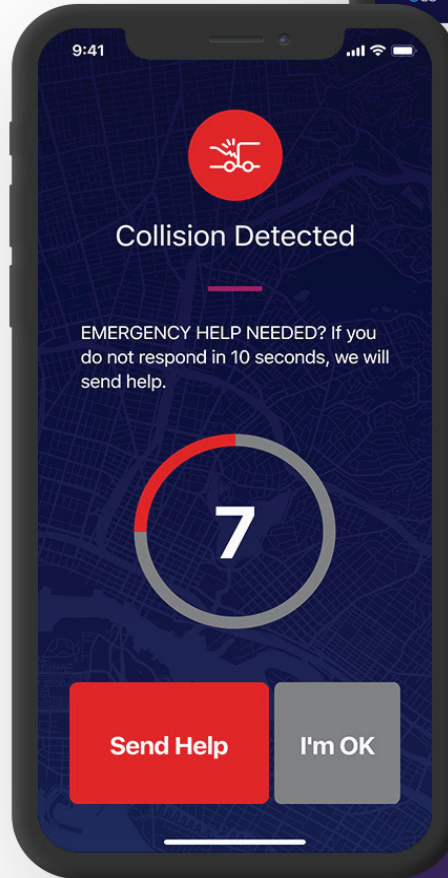 9:41
Collision Detected
EMERGENCY HELP NEEDED? If you
do not respond in 10 seconds, we will
send help.
7
Send Help
I'm OK